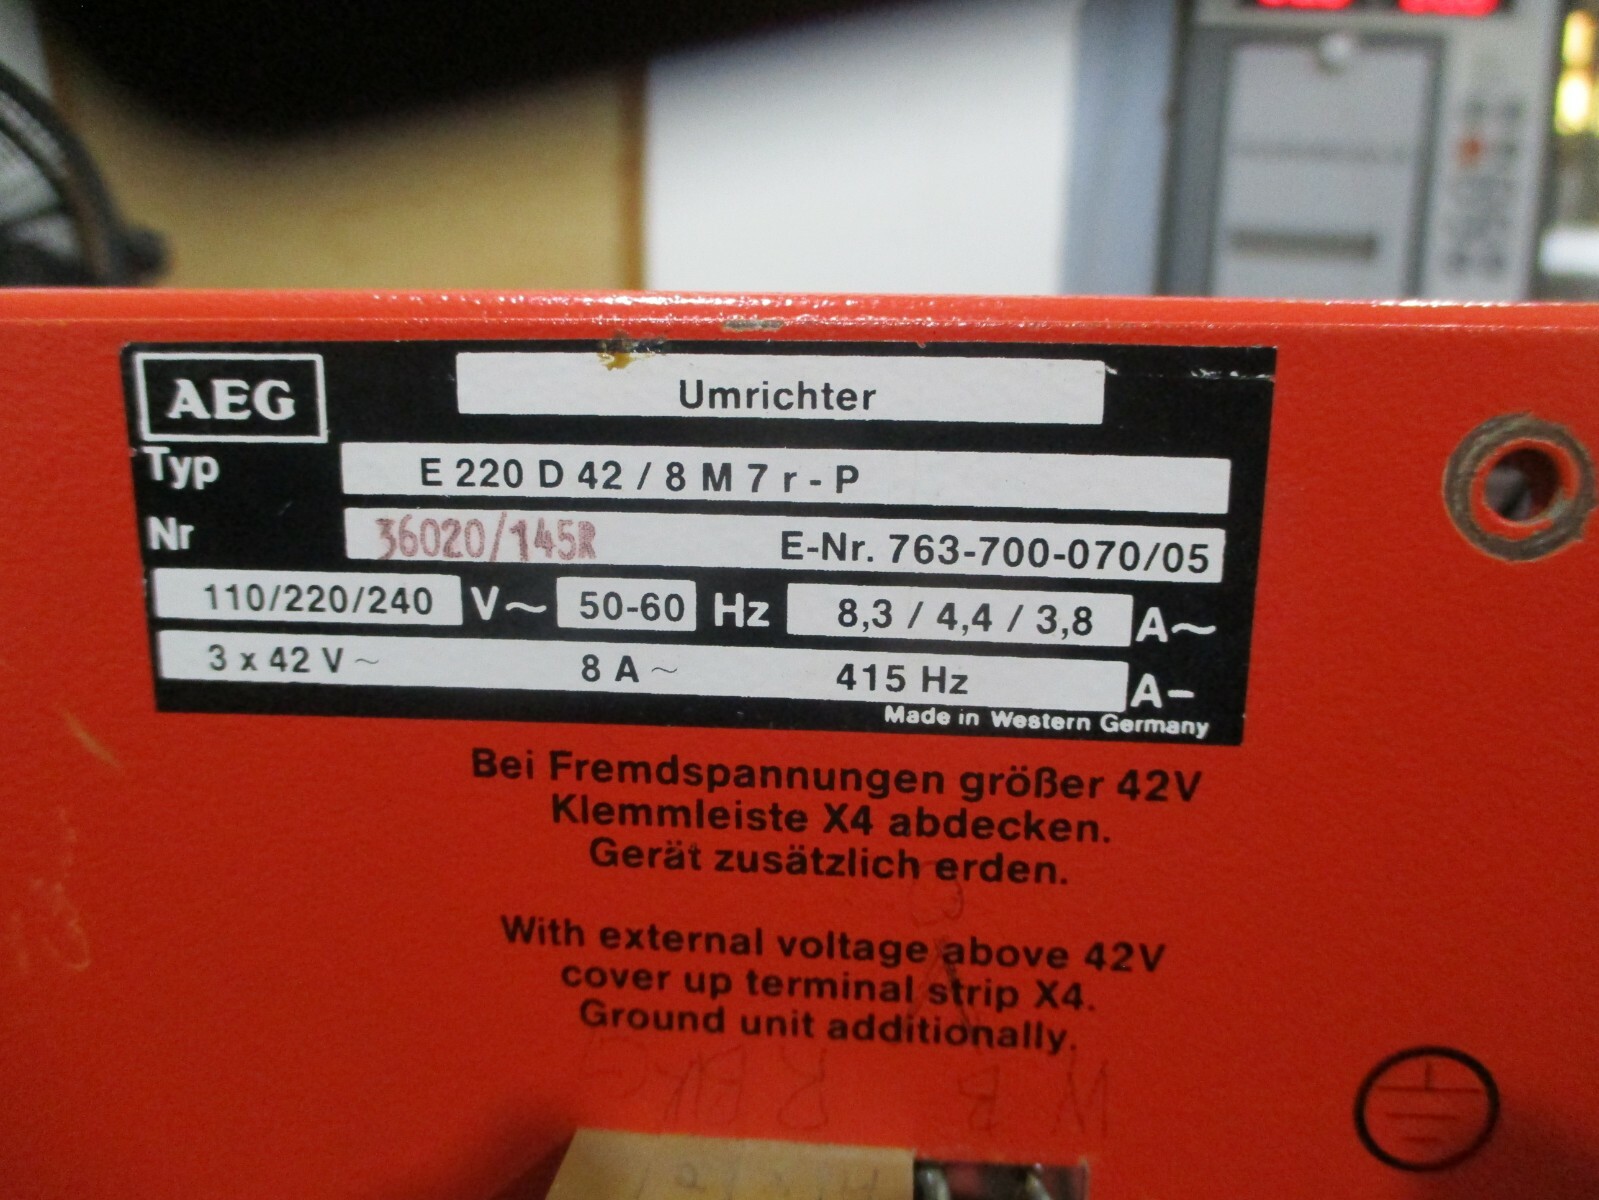 AEG
Umrichter
Typ E 220 D 42 / 8 M 7 r - P
Nr 36020/145R E-Nr. 763-700-070/05
110/220/240 V~ 50-60 Hz 8,3 / 4,4 / 3,8 A~
3 x 42 V ~ 8 A ~ 415 Hz A-
Made in Western Germany
Bei Fremdspannungen größer 42V
Klemmleiste X4 abdecken.
Gerät zusätzlich erden.
With external voltage above 42V
cover up terminal strip X4.
Ground unit additionally.